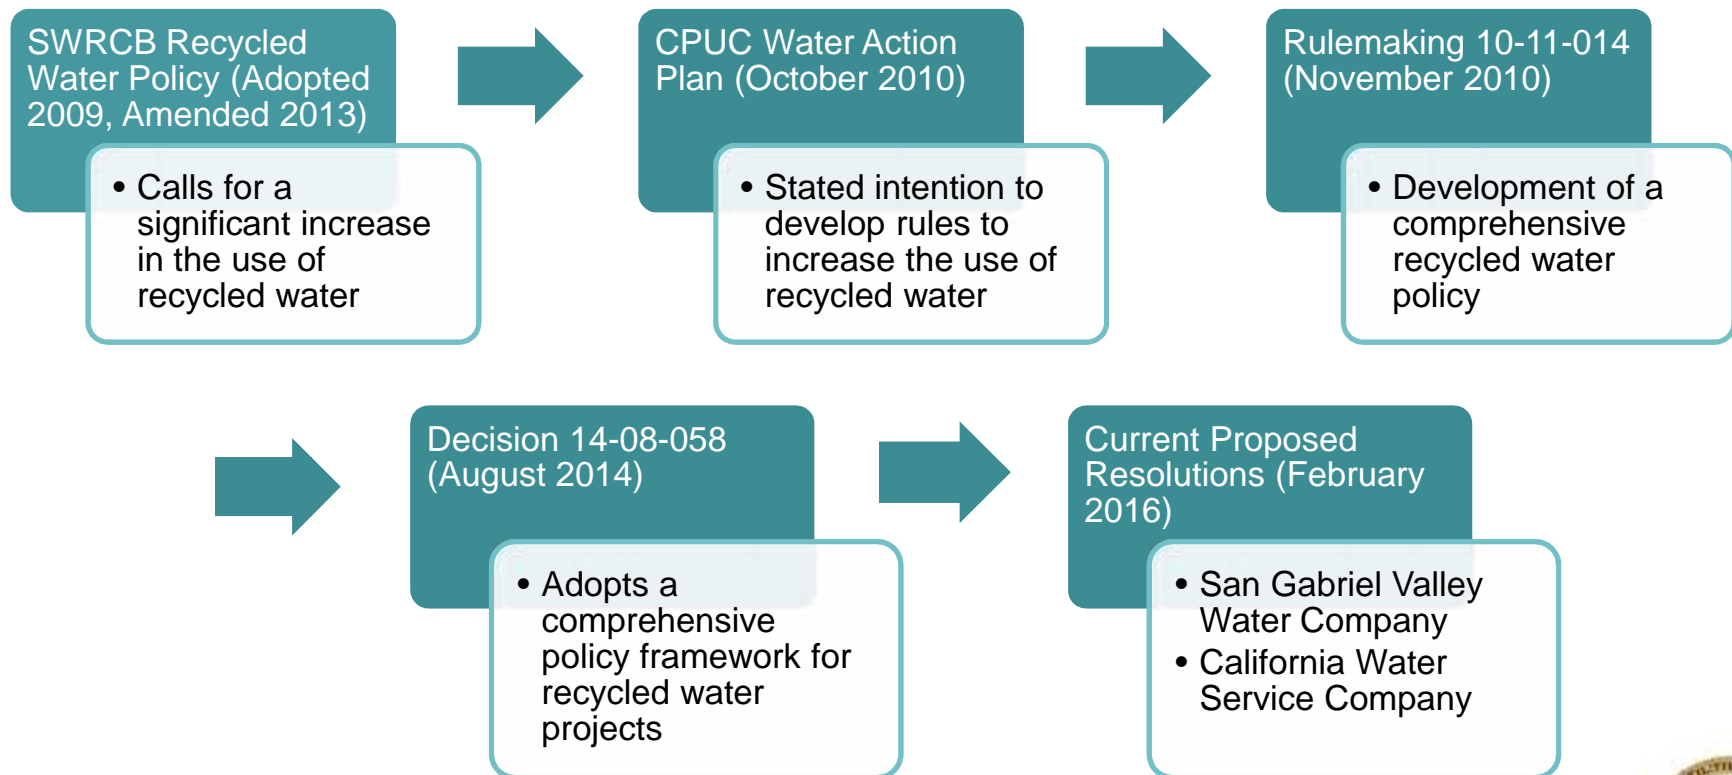 SWRCB Recycled
Water Policy (Adopted
2009, Amended 2013)
• Calls for a
significant increase
in the use of
recycled water
CPUC Water Action
Plan (October 2010)
• Stated intention to
develop rules to
increase the use of
recycled water
Rulemaking 10-11-014
(November 2010)
• Development of a
comprehensive
recycled water
policy
Decision 14-08-058
(August 2014)
• Adopts a
comprehensive
policy framework for
recycled water
projects
Current Proposed
Resolutions (February
2016)
• San Gabriel Valley
Water Company
• California Water
Service Company